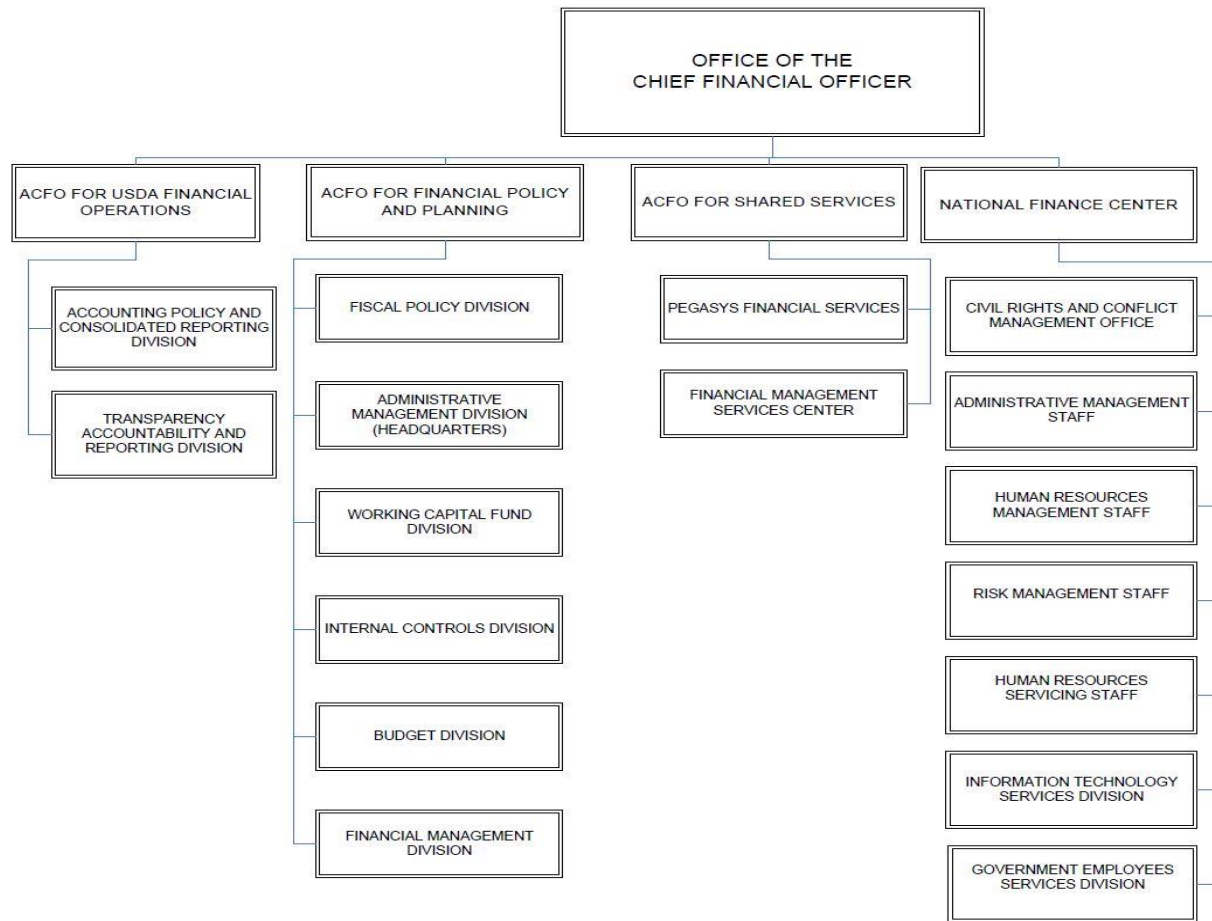 OFFICE OF THE
CHIEF FINANCIAL OFFICER
ACFO FOR USDA FINANCIAL
OPERATIONS
ACFO FOR FINANCIAL POLICY
AND PLANNING
ACFO FOR SHARED SERVICES
NATIONAL FINANCE CENTER
ACCOUNTING POLICY AND
CONSOLIDATED REPORTING
DIVISION
TRANSPARENCY
ACCOUNTABILITY AND
REPORTING DIVISION
FISCAL POLICY DIVISION
ADMINISTRATIVE
MANAGEMENT DIVISION
(HEADQUARTERS)
WORKING CAPITAL FUND
DIVISION
INTERNAL CONTROLS DIVISION
BUDGET DIVISION
FINANCIAL MANAGEMENT
DIVISION
PEGASYS FINANCIAL SERVICES
FINANCIAL MANAGEMENT
SERVICES CENTER
CIVIL RIGHTS AND CONFLICT
MANAGEMENT OFFICE
ADMINISTRATIVE MANAGEMENT
STAFF
HUMAN RESOURCES
MANAGEMENT STAFF
RISK MANAGEMENT STAFF
HUMAN RESOURCES
SERVICING STAFF
INFORMATION TECHNOLOGY
SERVICES DIVISION
GOVERNMENT EMPLOYEES
SERVICES DIVISION